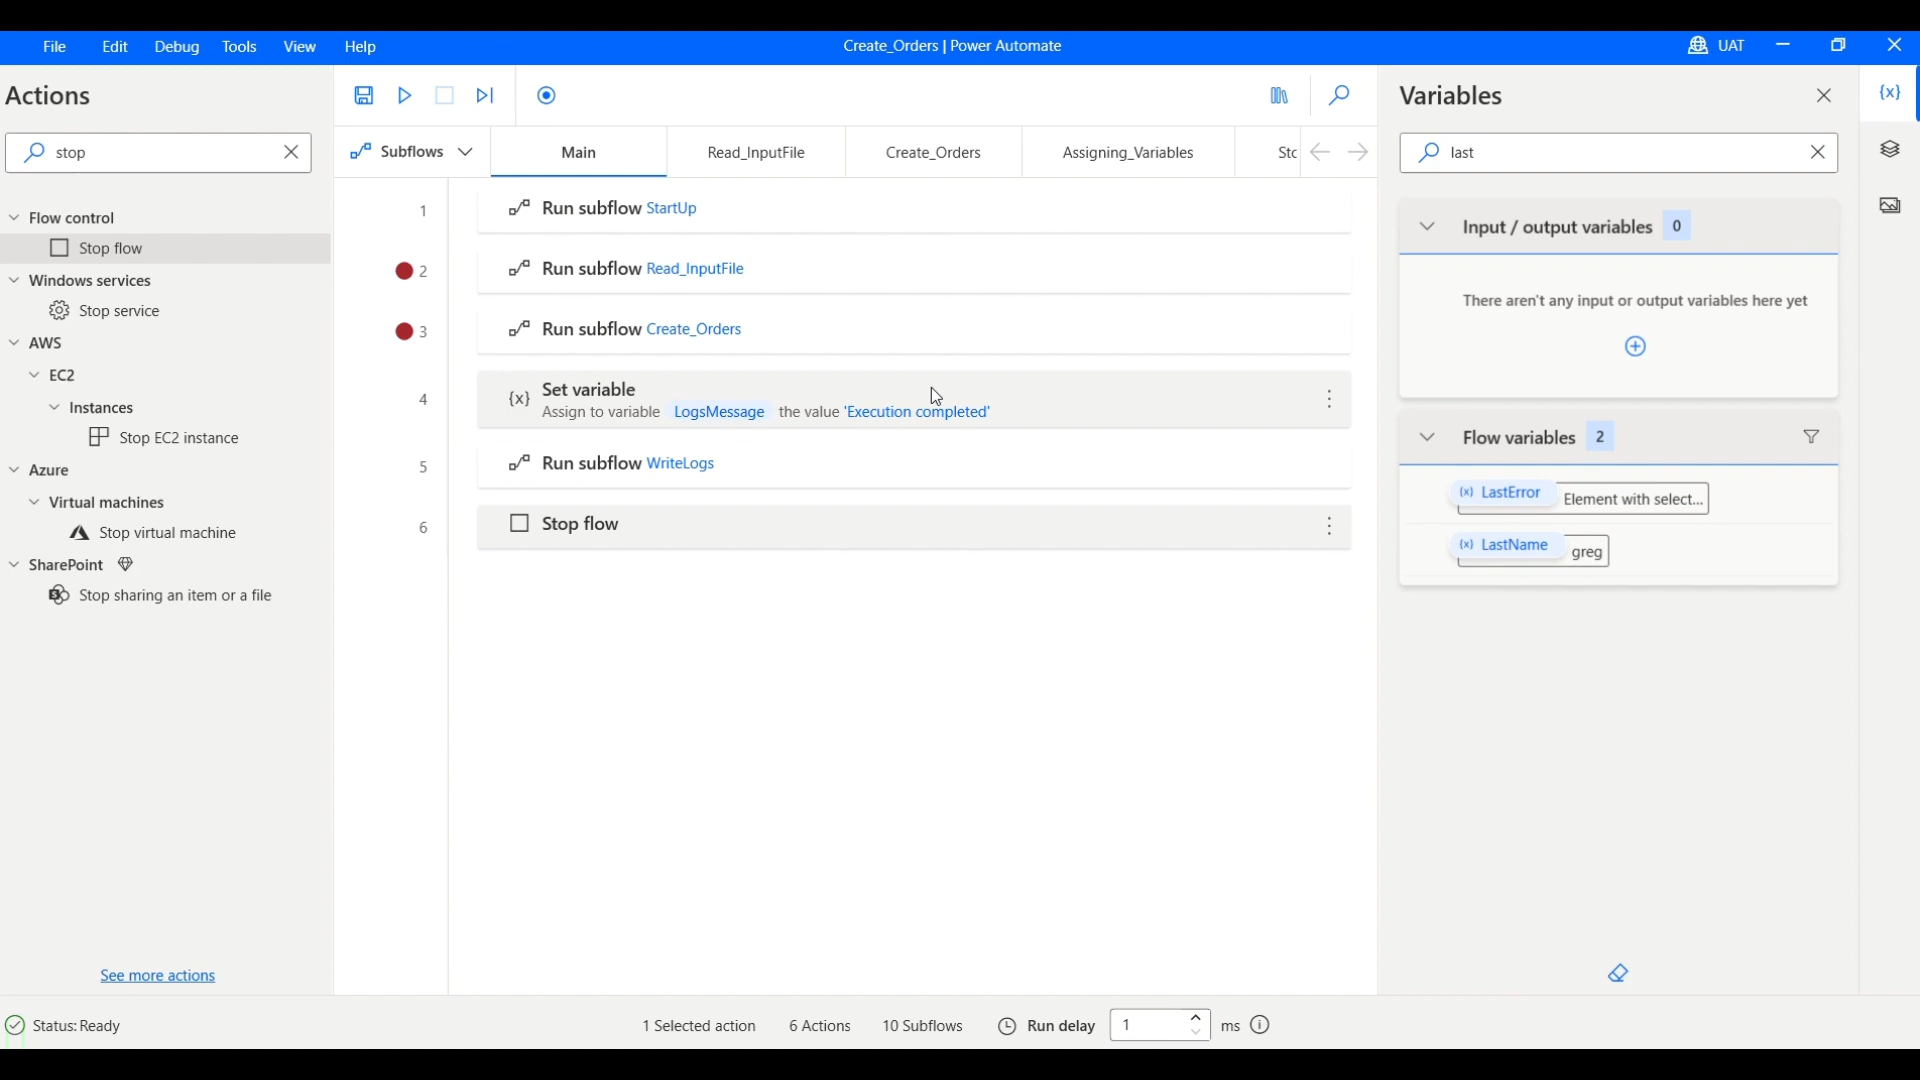 File Edit Debug Tools View Help
Create_Orders | Power Automate
UAT
Actions
stop
Flow control
Stop flow
Windows services
Stop service
AWS
EC2
Instances
Stop EC2 instance
Azure
Virtual machines
Stop virtual machine
SharePoint
Stop sharing an item or a file
See more actions
Subflows
Main
Read_InputFile
Create_Orders
Assigning_Variables
1 Run subflow StartUp
2 Run subflow Read_InputFile
3 Run subflow Create_Orders
{x} Set variable
4 Assign to variable LogsMessage the value 'Execution completed'
5 Run subflow WriteLogs
6 Stop flow
Variables
{x}
last
Input / output variables 0
There aren't any input or output variables here yet
Flow variables 2
{x} LastError Element with select...
{x} LastName greg
Status: Ready
1 Selected action 6 Actions 10 Subflows Run delay 1 ms